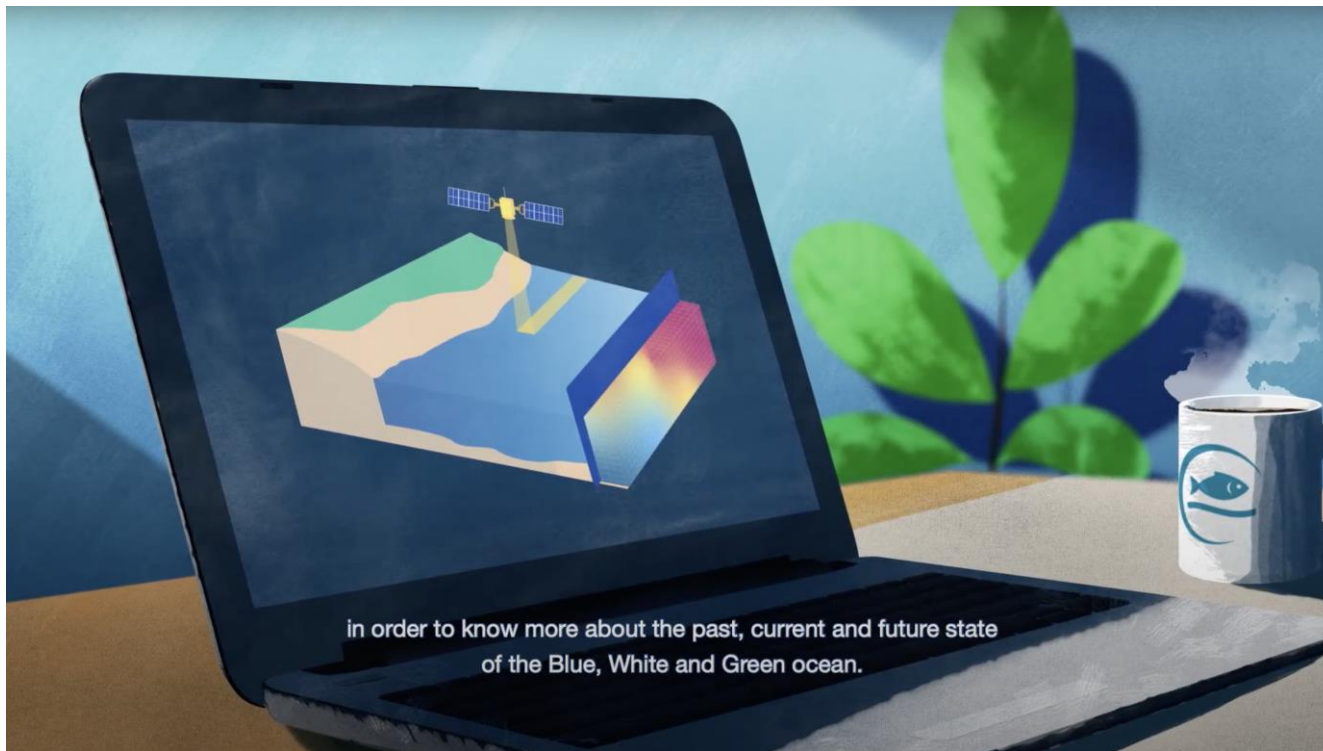 in order to know more about the past, current and future state
of the Blue, White and Green ocean.